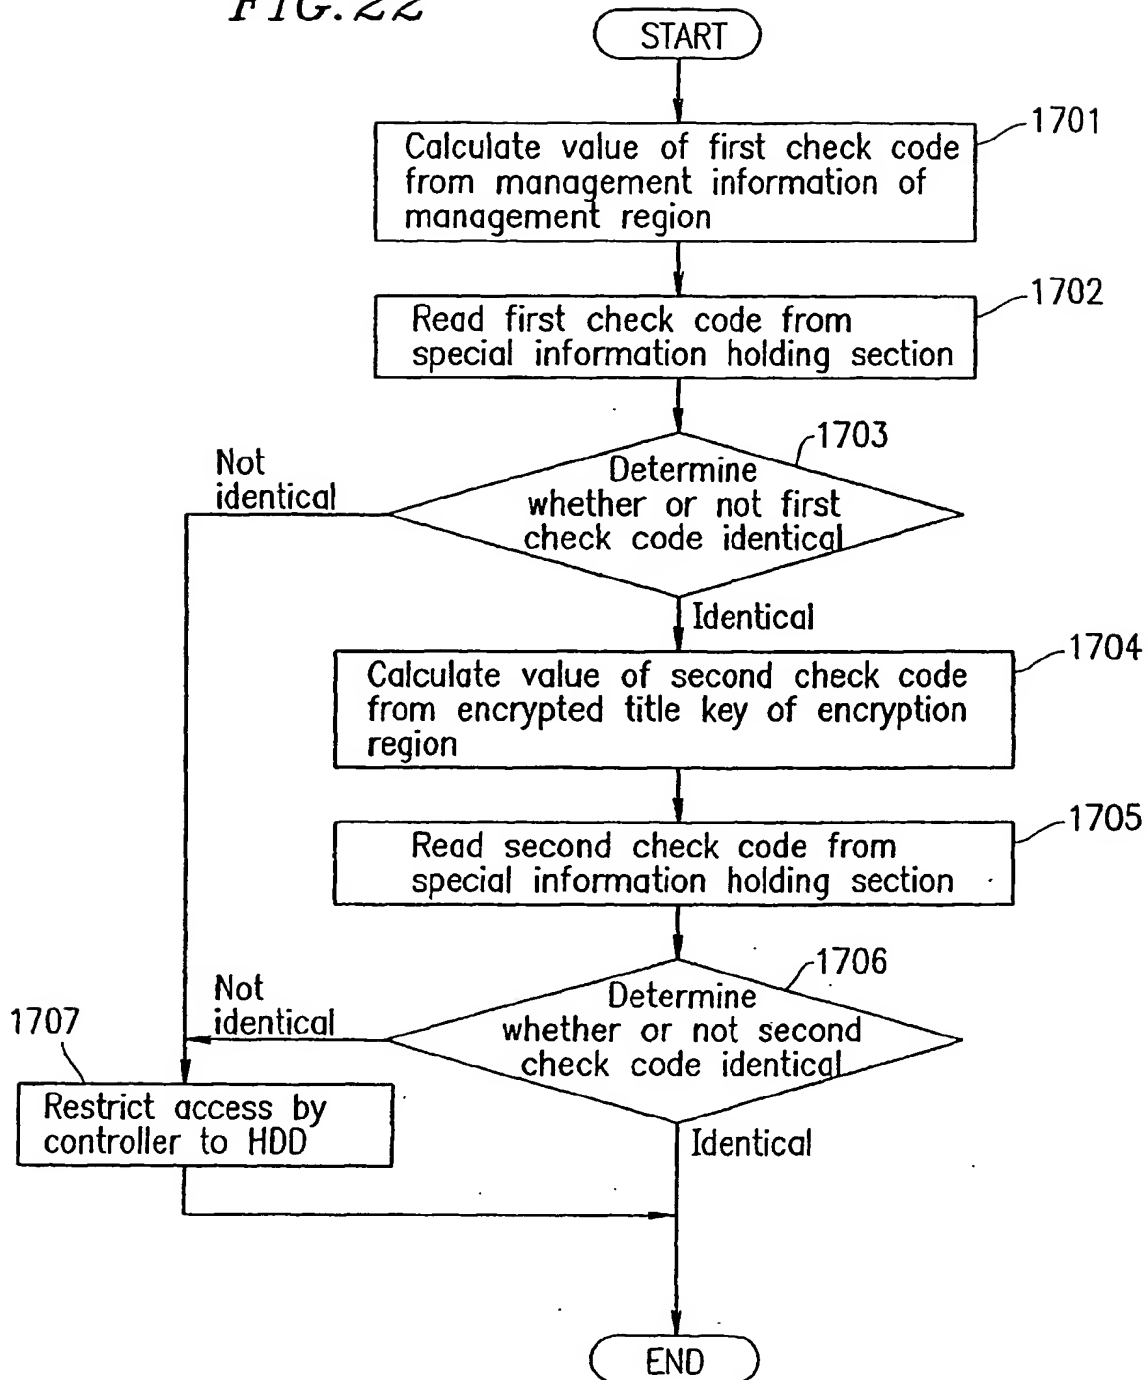 FIG.22
START
1701
Calculate value of first check code
from management information of
management region
1702
Read first check code from
special information holding section
1703
Not
identical
Determine
whether or not first
check code identical
Identical
1704
Calculate value of second check code
from encrypted title key of encryption
region
1705
Read second check code from
special information holding section
1706
Not
identical
Determine
whether or not second
check code identical
1707
Restrict access by
controller to HDD
Identical
END